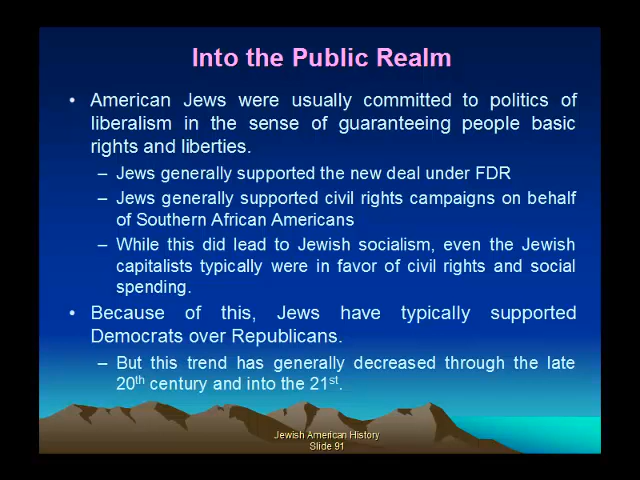 Into the Public Realm
• American Jews were usually committed to politics of
liberalism in the sense of guaranteeing people basic
rights and liberties.
– Jews generally supported the new deal under FDR
– Jews generally supported civil rights campaigns on behalf
of Southern African Americans
– While this did lead to Jewish socialism, even the Jewish
capitalists typically were in favor of civil rights and social
spending.
• Because of this, Jews have typically supported
Democrats over Republicans.
– But this trend has generally decreased through the late
20th century and into the 21st.
Jewish American History
Slide 91